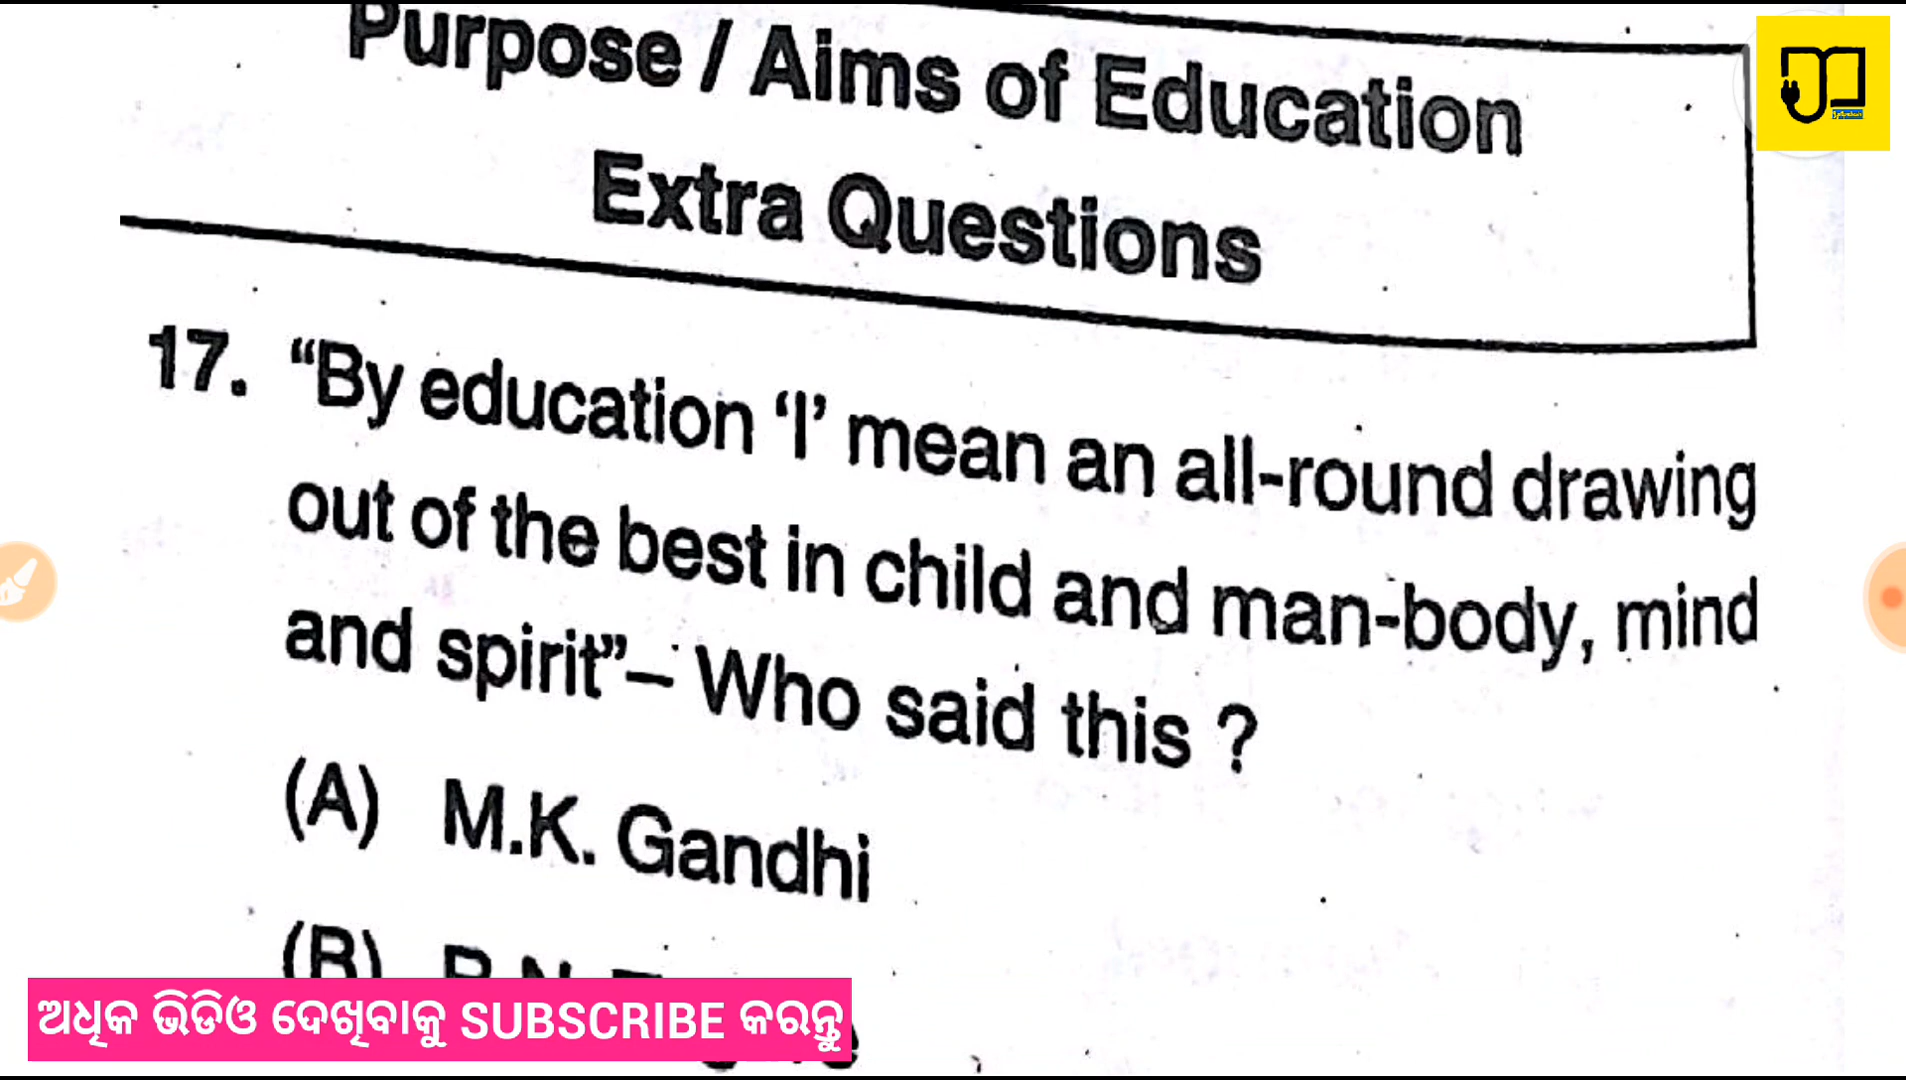 Purpose / Aims of Education
Extra Questions
17. “By education ‘I’ mean an all-round drawing
out of the best in child and man-body, mind
and spirit”– Who said this ?
(A) M.K. Gandhi
(B)
ଅଧିକ ଭିଡିଓ ଦେଖିବାକୁ SUBSCRIBE କରନ୍ତୁ